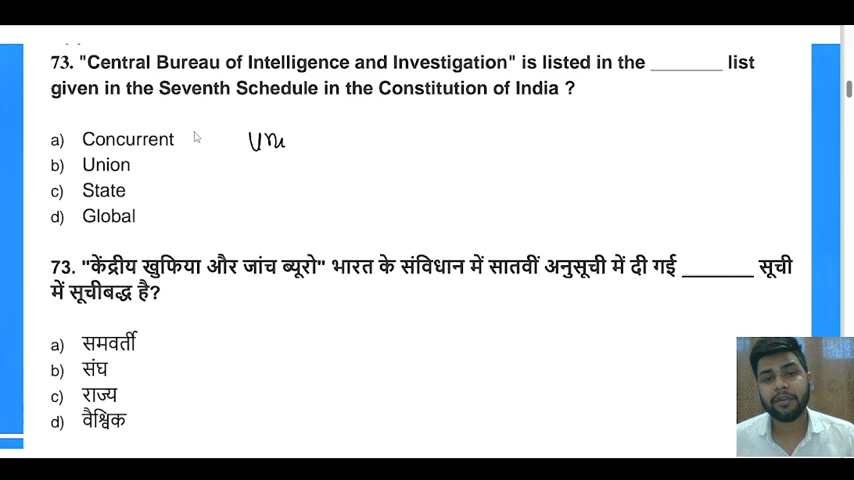 73. "Central Bureau of Intelligence and Investigation" is listed in the ________ list
given in the Seventh Schedule in the Constitution of India ?
a) Concurrent
b) Union
c) State
d) Global
73. "केंद्रीय खुफिया और जांच ब्यूरो" भारत के संविधान में सातवीं अनुसूची में दी गई ________ सूची
में सूचीबद्ध है?
a) समवर्ती
b) संघ
c) राज्य
d) वैश्विक